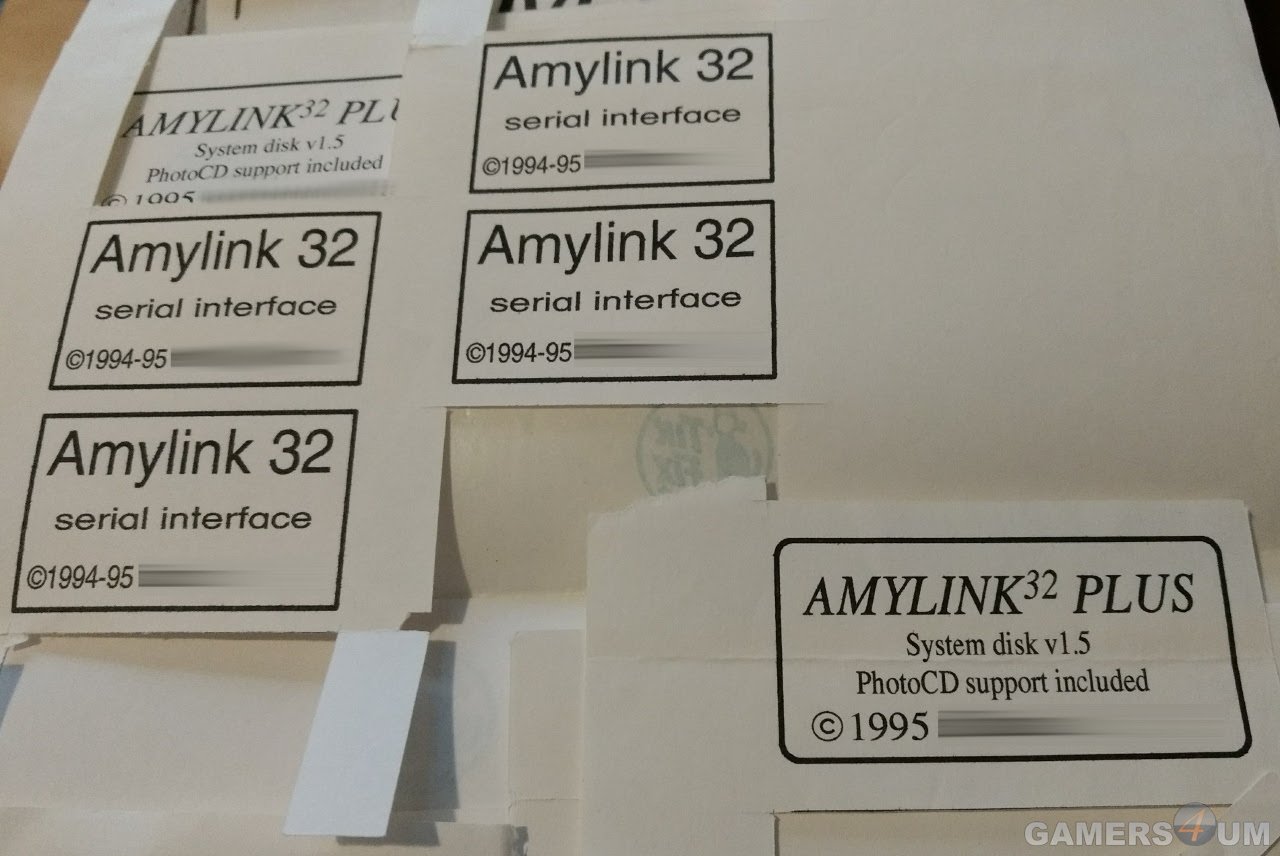 AMYLINK³² PLU
System disk v1.5
PhotoCD support included
© 1995
Amylink 32
serial interface
©1994-95
Amylink 32
serial interface
©1994-95
Amylink 32
serial interface
©1994-95
Amylink 32
serial interface
©1994-95
AMYLINK³² PLUS
System disk v1.5
PhotoCD support included
© 1995
GAMERS4UM